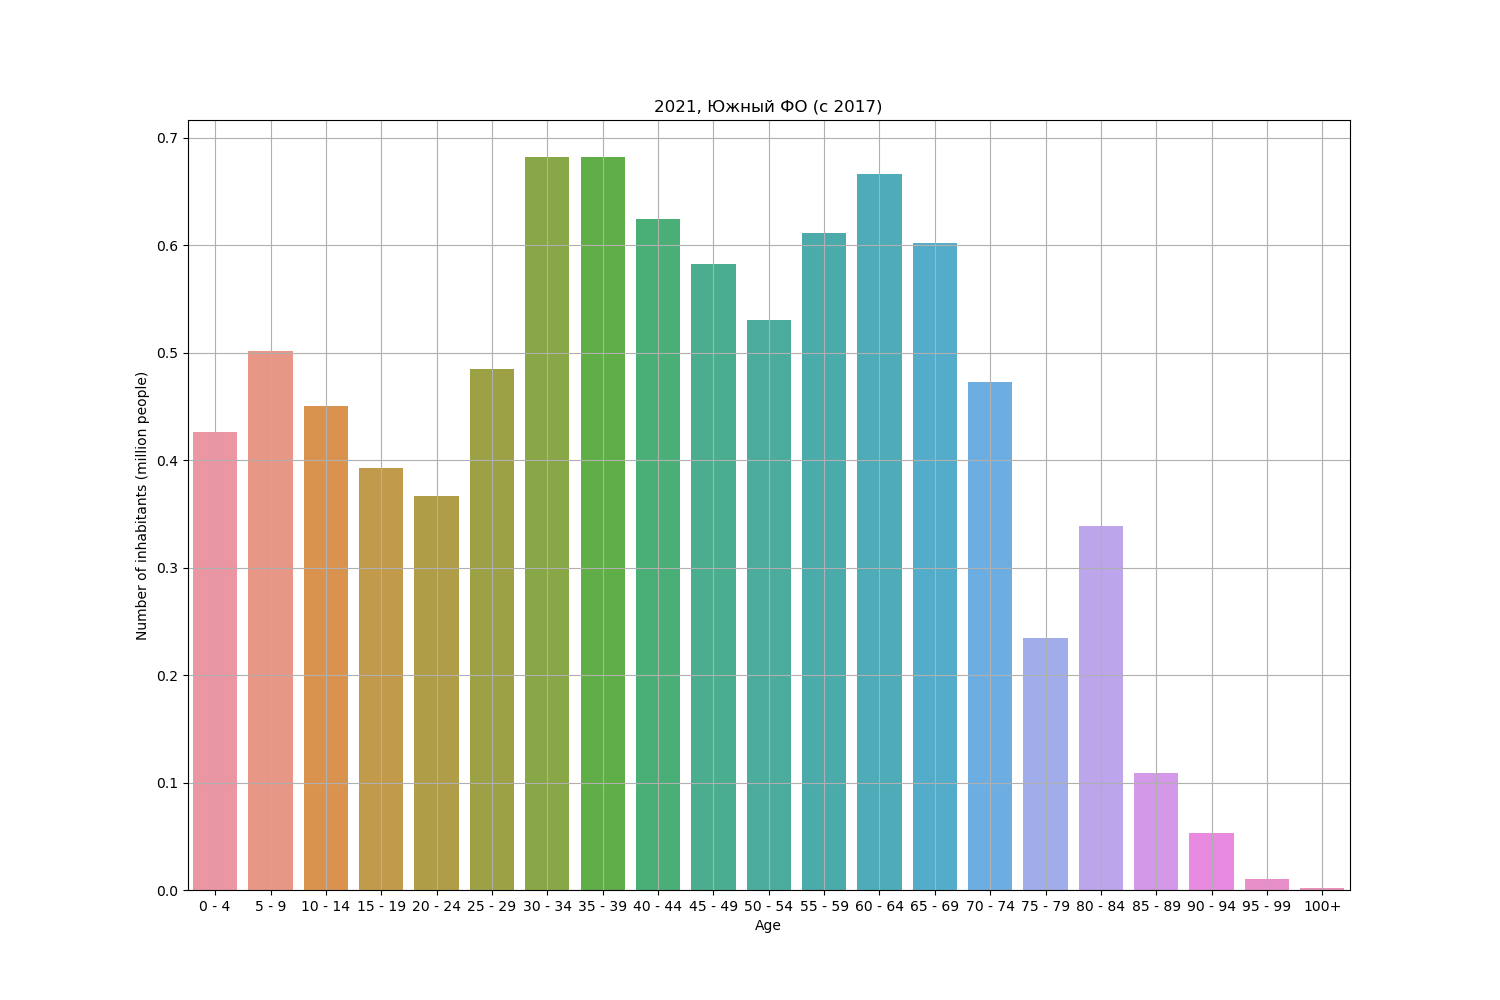 2021, Южный ФО (с 2017)
Number of inhabitants (million people)
0.7
0.6
0.5
0.4
0.3
0.2
0.1
0.0
0 - 4 5 - 9 10 - 14 15 - 19 20 - 24 25 - 29 30 - 34 35 - 39 40 - 44 45 - 49 50 - 54 55 - 59 60 - 64 65 - 69 70 - 74 75 - 79 80 - 84 85 - 89 90 - 94 95 - 99 100+
Age